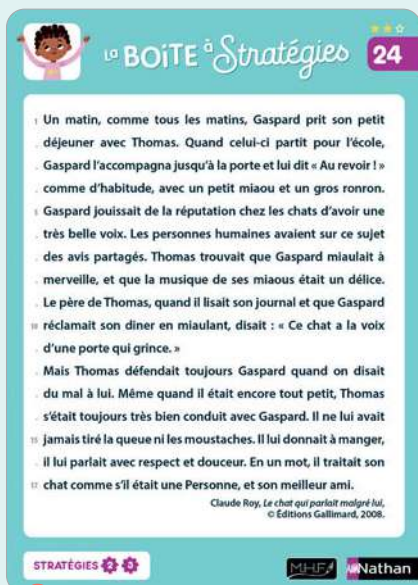 La BOÎTE à Stratégies
24
1 Un matin, comme tous les matins, Gaspard prit son petit
déjeuner avec Thomas. Quand celui-ci partit pour l'école,
Gaspard l'accompagna jusqu'à la porte et lui dit « Au revoir ! »
comme d'habitude, avec un petit miaou et un gros ronron.
5 Gaspard jouissait de la réputation chez les chats d'avoir une
très belle voix. Les personnes humaines avaient sur ce sujet
des avis partagés. Thomas trouvait que Gaspard miaulait à
merveille, et que la musique de ses miaous était un délice.
Le père de Thomas, quand il lisait son journal et que Gaspard
10 réclamait son dîner en miaulant, disait : « Ce chat a la voix
d'une porte qui grince. »
Mais Thomas défendait toujours Gaspard quand on disait
du mal à lui. Même quand il était encore tout petit, Thomas
s'était toujours très bien conduit avec Gaspard. Il ne lui avait
15 jamais tiré la queue ni les moustaches. Il lui donnait à manger,
il lui parlait avec respect et douceur. En un mot, il traitait son
17 chat comme s'il était une Personne, et son meilleur ami.
Claude Roy, Le chat qui parlait malgré lui,
© Éditions Gallimard, 2008.
STRATÉGIES 2 3
MHF Nathan